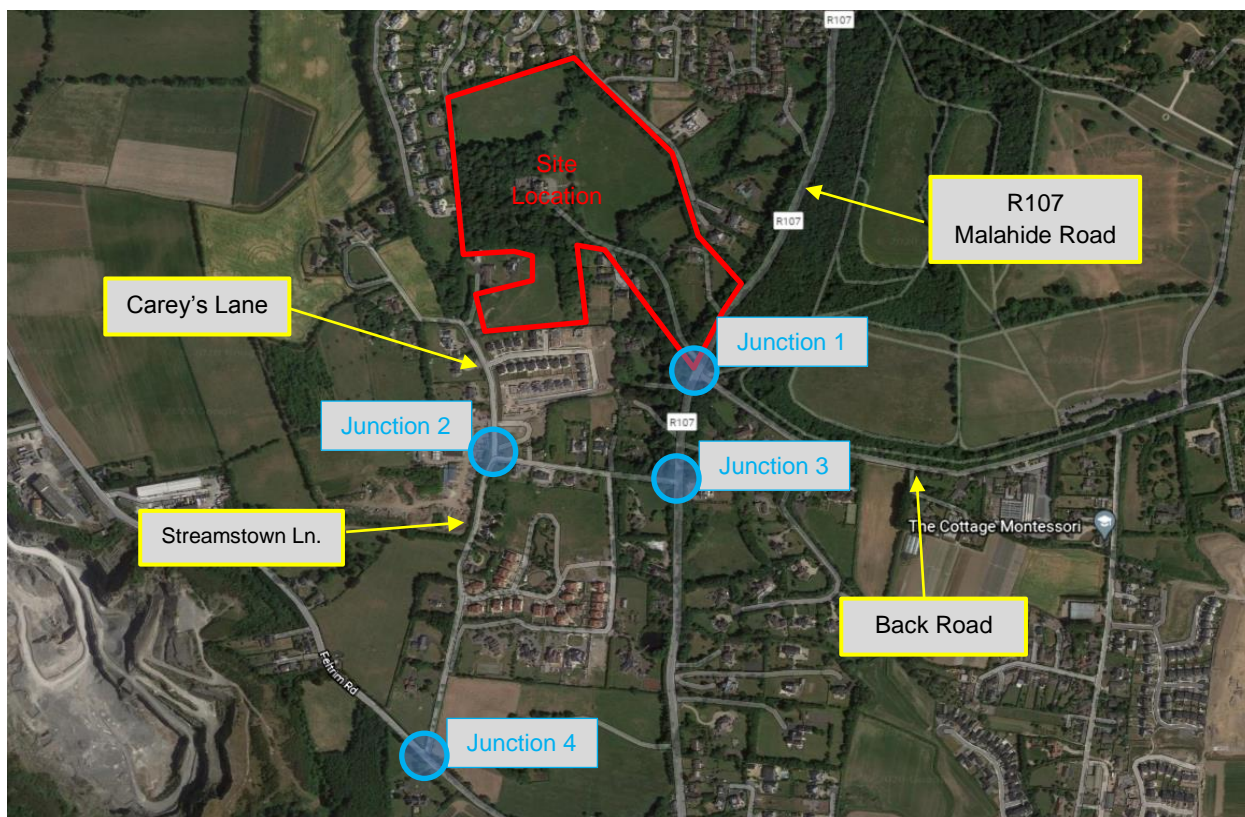 R107
Site
Location
R107
R107
Malahide Road
Carey's Lane
Junction 1
R107
Junction 2
Junction 3
Streamstown Ln.
The Cottage Montessori
Back Road
Feltrim Rd
Junction 4